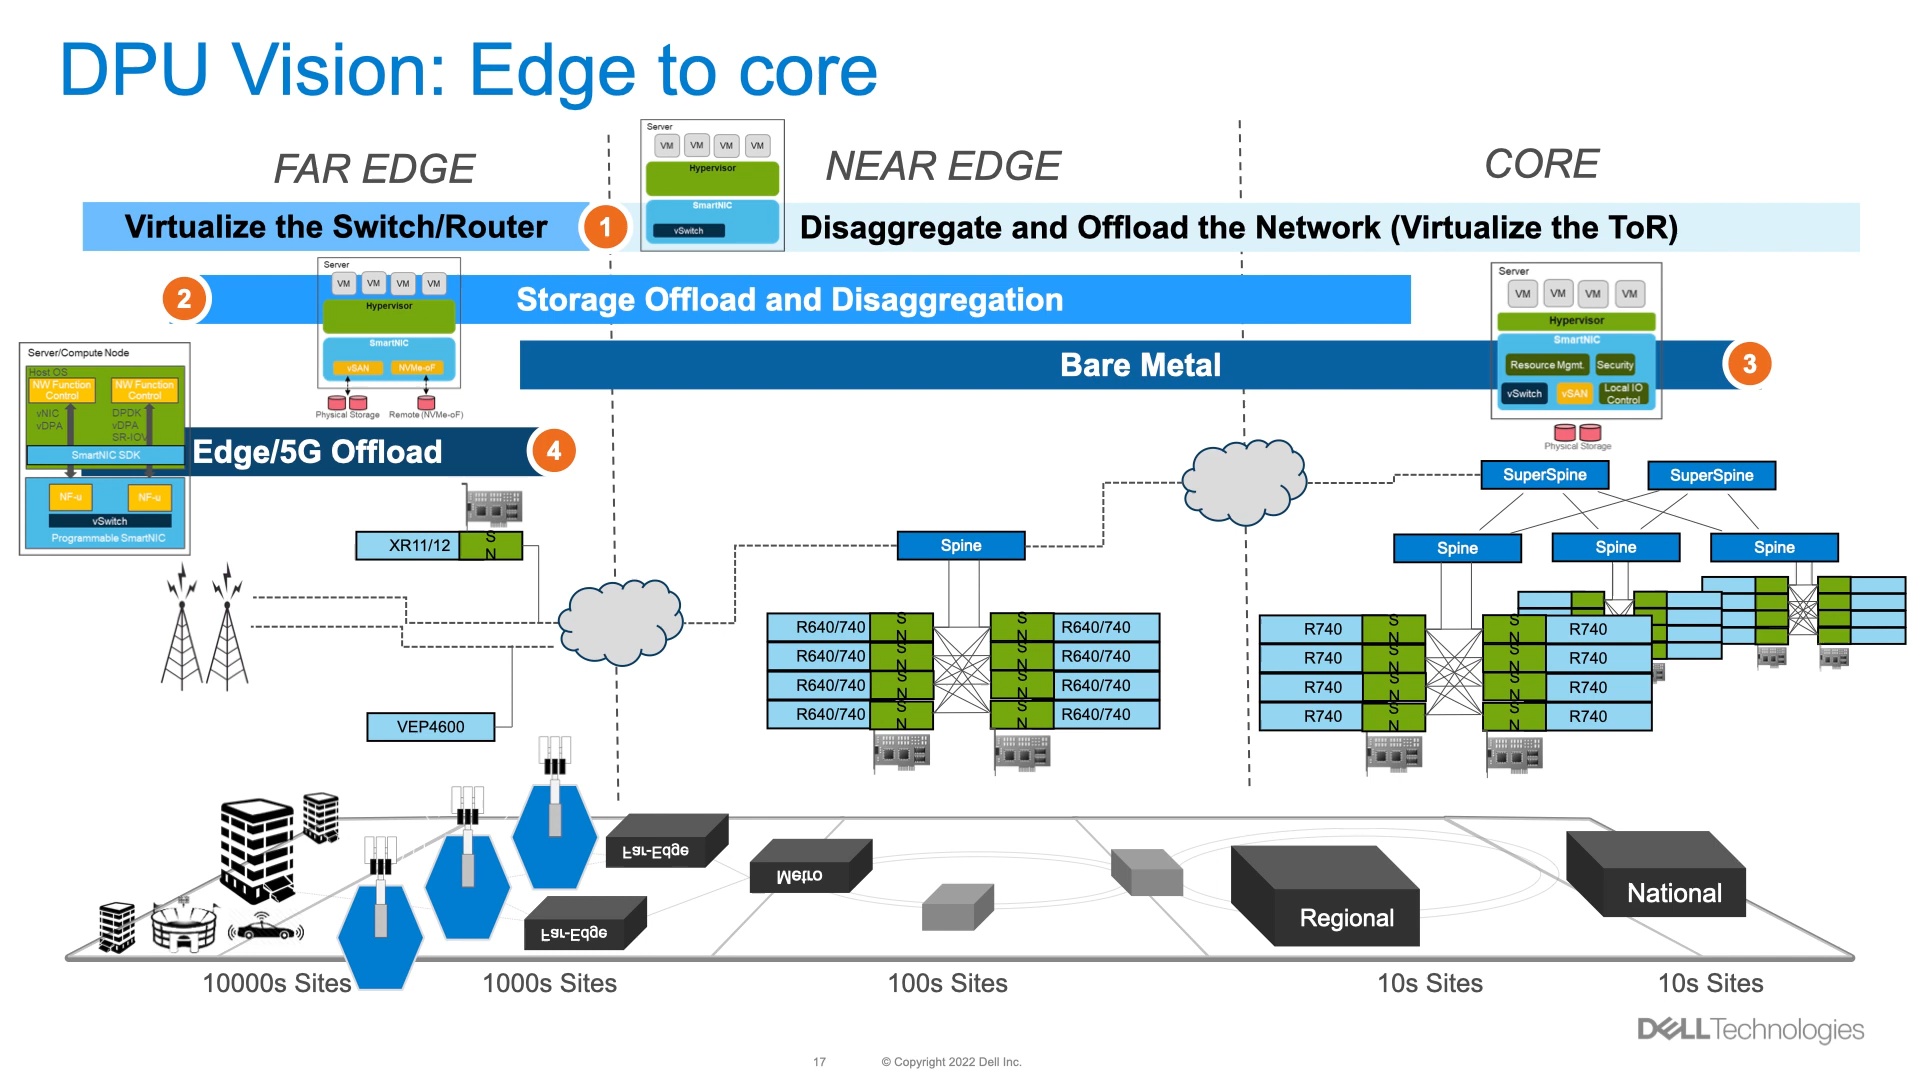 DPU Vision: Edge to core
FAR EDGE
NEAR EDGE
CORE
Server
VM VM VM VM
Hypervisor
SmartNIC
vSwitch
Virtualize the Switch/Router
1
Disaggregate and Offload the Network (Virtualize the ToR)
2
Server
VM VM VM VM
Hypervisor
SmartNIC
vSAN NVMe-oF
Physical Storage Remote (NVMe-oF)
Storage Offload and Disaggregation
Bare Metal
3
Server
VM VM VM VM
Hypervisor
SmartNIC
Resource Mgmt. Security
vSwitch vSAN Local IO
Control
Physical Storage
Server/Compute Node
Host OS
NW Function
Control
NW Function
Control
vNIC
vDPA
DPDK
vDPA
SR-IOV
SmartNIC SDK
NF-u NF-u
vSwitch
Programmable SmartNIC
Edge/5G Offload
4
XR11/12
S
N
VEP4600
Spine
R640/740 S N S N R640/740
R640/740 S N S N R640/740
R640/740 S N S N R640/740
R640/740 S N S N R640/740
SuperSpine SuperSpine
Spine Spine Spine
R740 S N S N R740
R740 S N S N R740
R740 S N S N R740
R740 S N S N R740
Far-Edge
Far-Edge
Metro
Regional
National
10000s Sites
1000s Sites
100s Sites
10s Sites
10s Sites
DELLTechnologies
17
© Copyright 2022 Dell Inc.